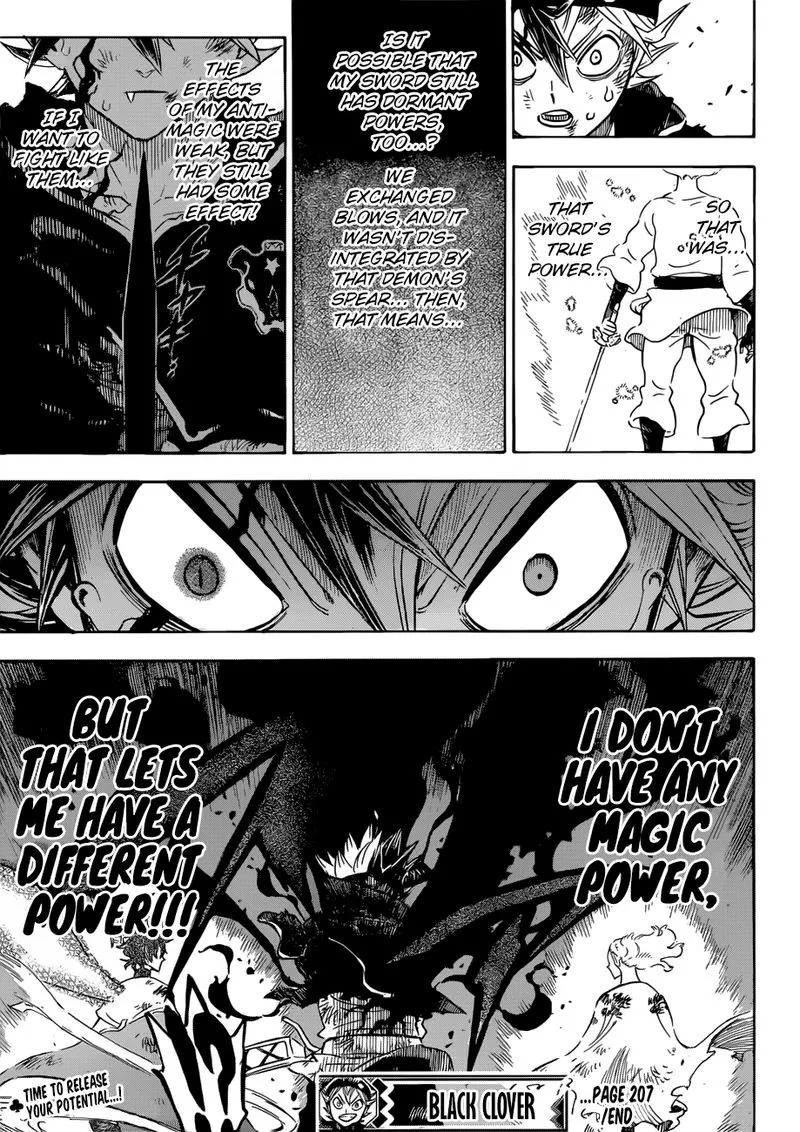 SO
THAT
WAS...
THAT
SWORD'S
TRUE
POWER...
IS IT
POSSIBLE THAT
MY SWORD STILL
HAS DORMANT
POWERS,
TOO...?
WE
EXCHANGED
BLOWS, AND IT
WASN'T DIS-
INTEGRATED BY
THAT DEMON'S
SPEAR... THEN,
THAT MEANS...
THE
EFFECTS
OF MY ANTI-
MAGIC WERE
WEAK, BUT
THEY STILL
HAD SOME
EFFECT!
IF I
WANT TO
FIGHT LIKE
THEM...
I DON'T
HAVE ANY
MAGIC
POWER,
BUT
THAT LETS
ME HAVE A
DIFFERENT
POWER!!!
TIME TO RELEASE
YOUR POTENTIAL...!
BLACK CLOVER
...PAGE 207
/END